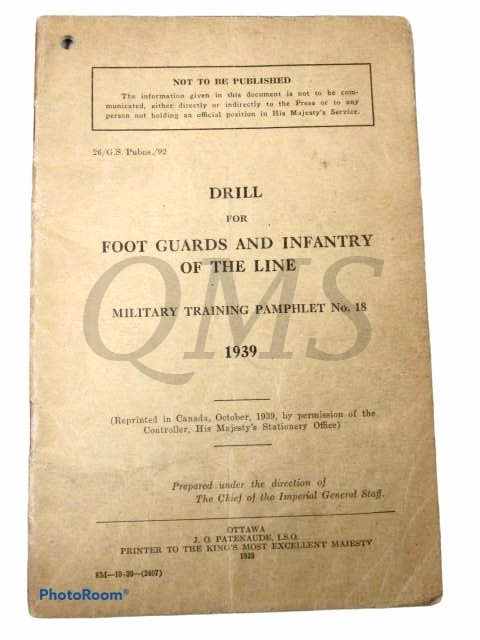 NOT TO BE PUBLISHED
The information given in this document is not to be com-
municated, either directly or indirectly to the Press or to any
person not holding an official position in His Majesty's Service.
26/G.S. Pubns./92
DRILL
FOR
FOOT GUARDS AND INFANTRY
OF THE LINE
QMS
MILITARY TRAINING PAMPHLET No. 18
1939
(Reprinted in Canada, October, 1939, by permission of the
Controller, His Majesty's Stationery Office)
Prepared under the direction of
The Chief of the Imperial General Staff.
OTTAWA
J. O. PATENAUDE, I.S.O.
PRINTER TO THE KING'S MOST EXCELLENT MAJESTY
1939
8M—10-39—(2407)
PhotoRoom®